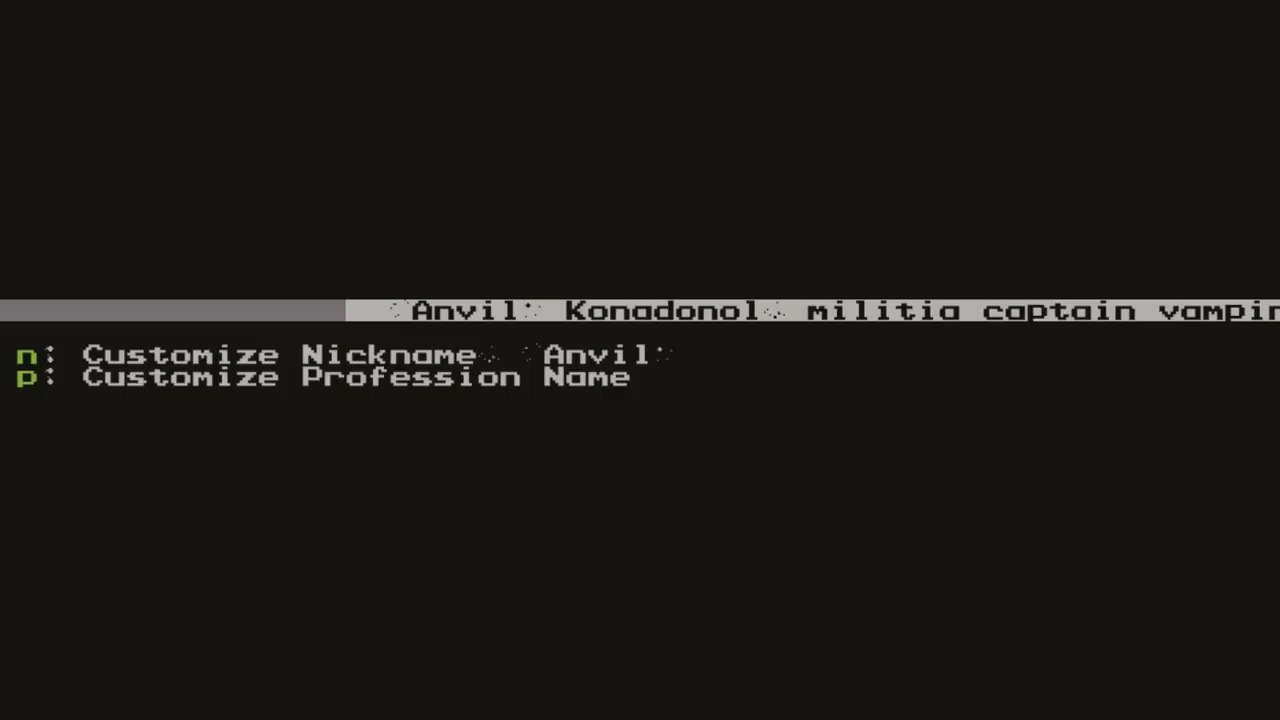 `Anvil' Konadonol, militia captain vampir
n: Customize Nickname, `Anvil'
p: Customize Profession Name